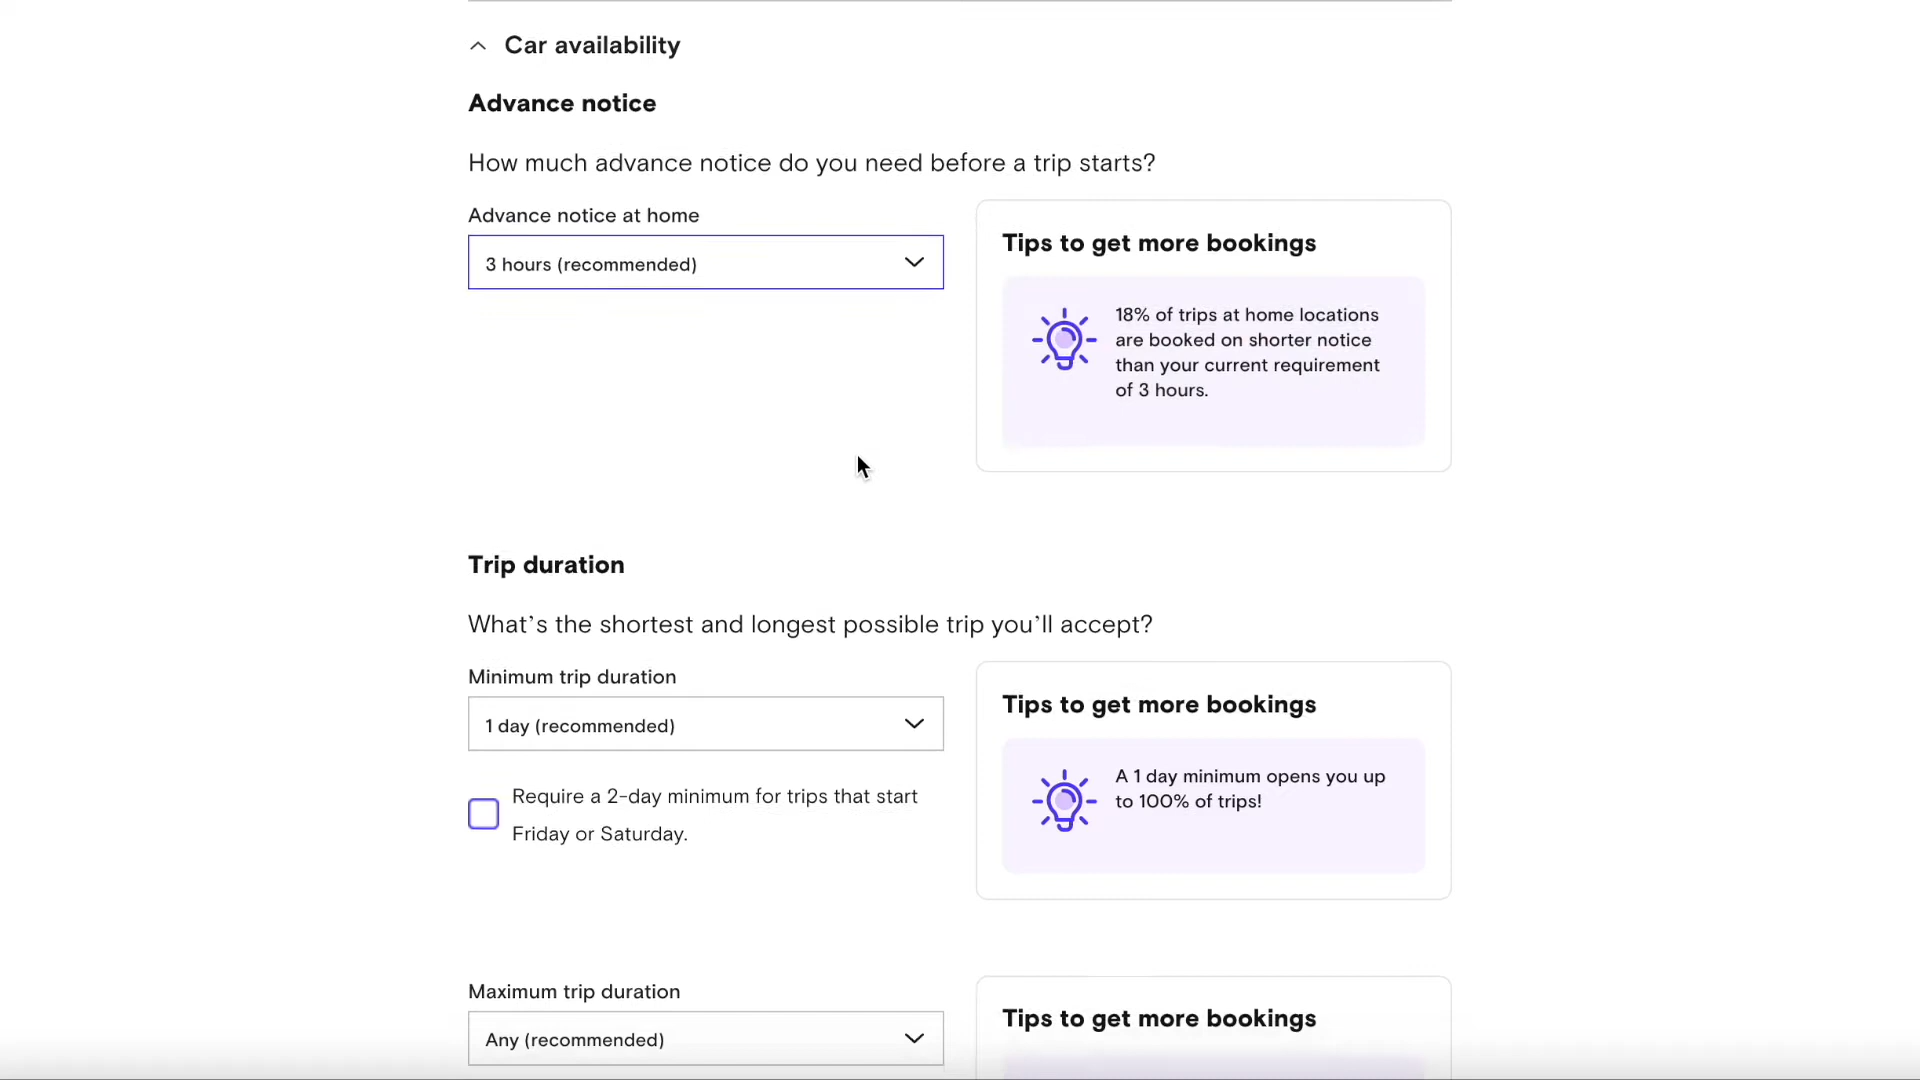 Car availability
Advance notice
How much advance notice do you need before a trip starts?
Advance notice at home
3 hours (recommended)
Tips to get more bookings
18% of trips at home locations
are booked on shorter notice
than your current requirement
of 3 hours.
Trip duration
What's the shortest and longest possible trip you'll accept?
Minimum trip duration
1 day (recommended)
Require a 2-day minimum for trips that start
Friday or Saturday.
Tips to get more bookings
A 1 day minimum opens you up
to 100% of trips!
Maximum trip duration
Any (recommended)
Tips to get more bookings